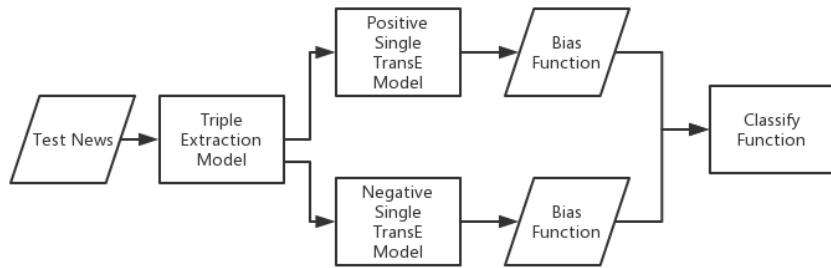 Test News
Triple
Extraction
Model
Positive
Single
TransE
Model
Bias
Function
Negative
Single
TransE
Model
Bias
Function
Classify
Function